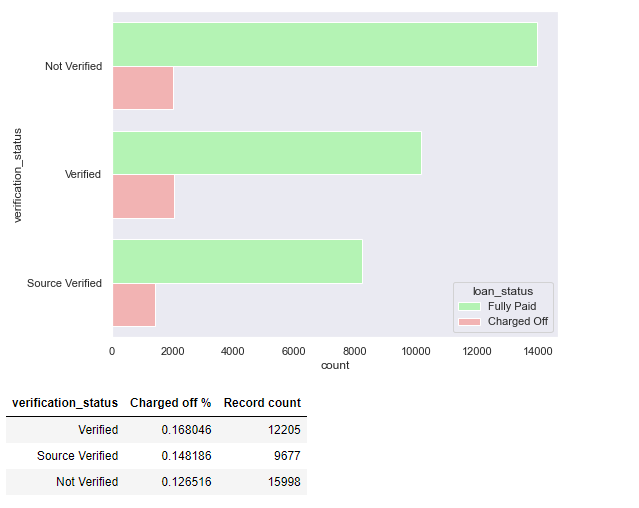 Not Verified
Verified
Source Verified
verification_status
loan_status
Fully Paid
Charged Off
0 2000 4000 6000 8000 10000 12000 14000
count
verification_status Charged off % Record count
Verified 0.168046 12205
Source Verified 0.148186 9677
Not Verified 0.126516 15998